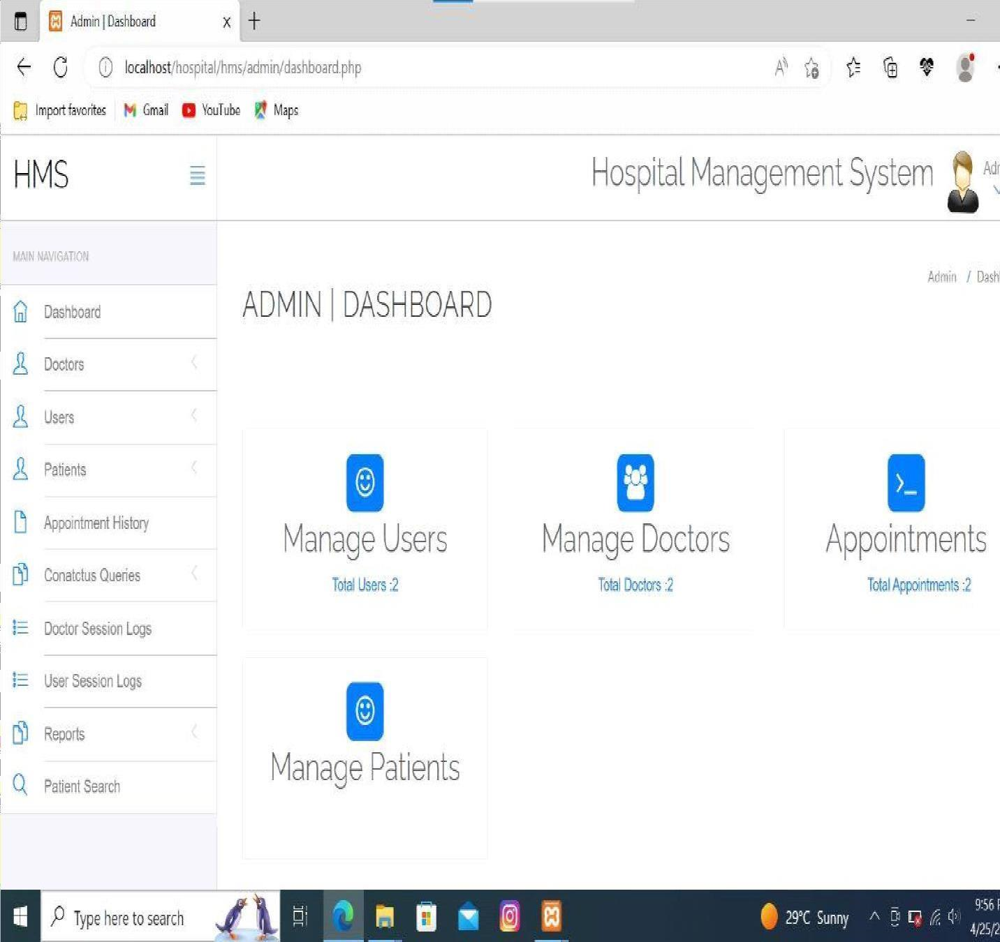 Admin | Dashboard
localhost/hospital/hms/admin/dashboard.php
Import favorites Gmail YouTube Maps
HMS
Hospital Management System
MAIN NAVIGATION
Admin /
ADMIN | DASHBOARD
Dashboard
Doctors
Users
Patients
Appointment History
Conatctus Queries
Doctor Session Logs
User Session Logs
Reports
Patient Search
Manage Users
Total Users :2
Manage Doctors
Total Doctors :2
Appointments
Total Appointments :2
Manage Patients
Type here to search
29°C Sunny
9:56
4/25/2